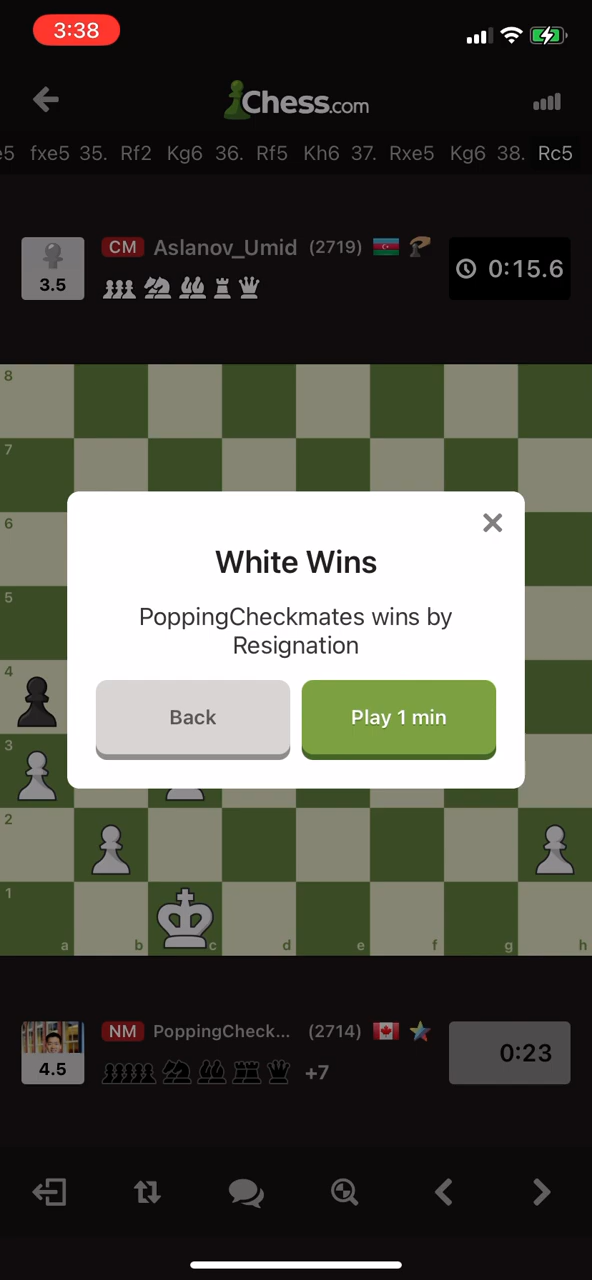 3:38
Chess.com
e5 fxe5 35. Rf2 Kg6 36. Rf5 Kh6 37. Rxe5 Kg6 38. Rc5
CM Aslanov_Umid (2719)
3.5
0:15.6
8
7
6
5
4
3
2
1
White Wins
PoppingCheckmates wins by
Resignation
Back
Play 1 min
a b c d e f g h
NM PoppingCheck... (2714)
4.5
+7
0:23